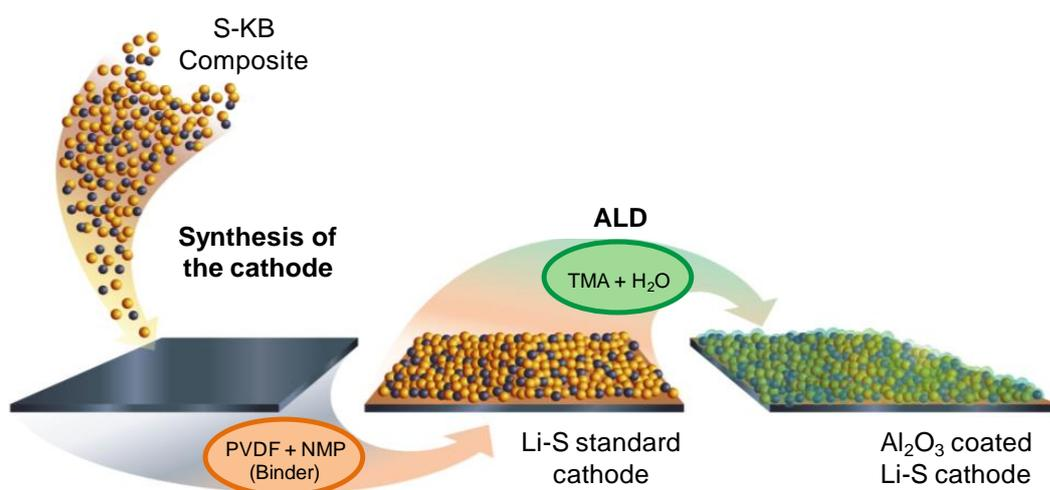 S-KB
Composite
Synthesis of
the cathode
ALD
TMA + H₂O
PVDF + NMP
(Binder)
Li-S standard
cathode
Al₂O₃ coated
Li-S cathode